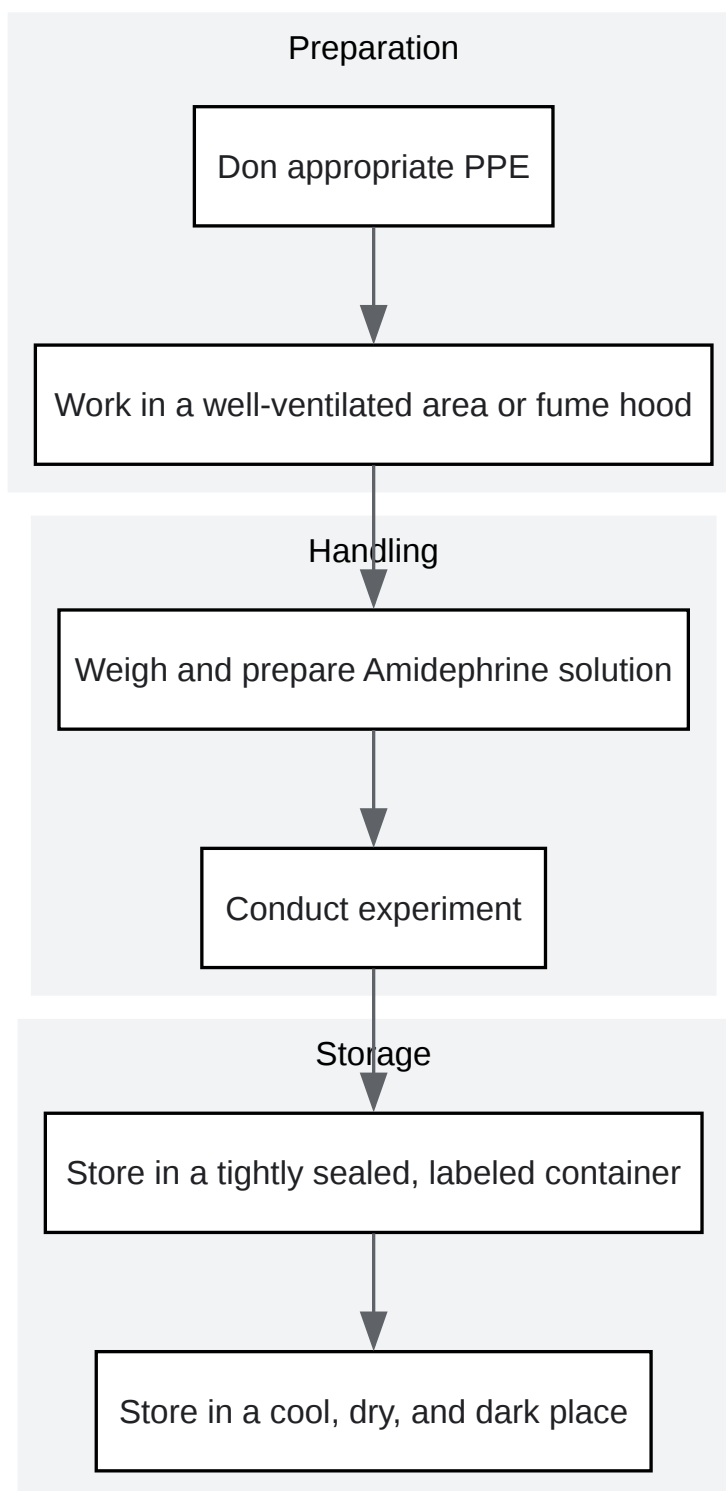 Preparation
Don appropriate PPE
Work in a well-ventilated area or fume hood
Handling
Weigh and prepare Amidephrine solution
Conduct experiment
Storage
Store in a tightly sealed, labeled container
Store in a cool, dry, and dark place